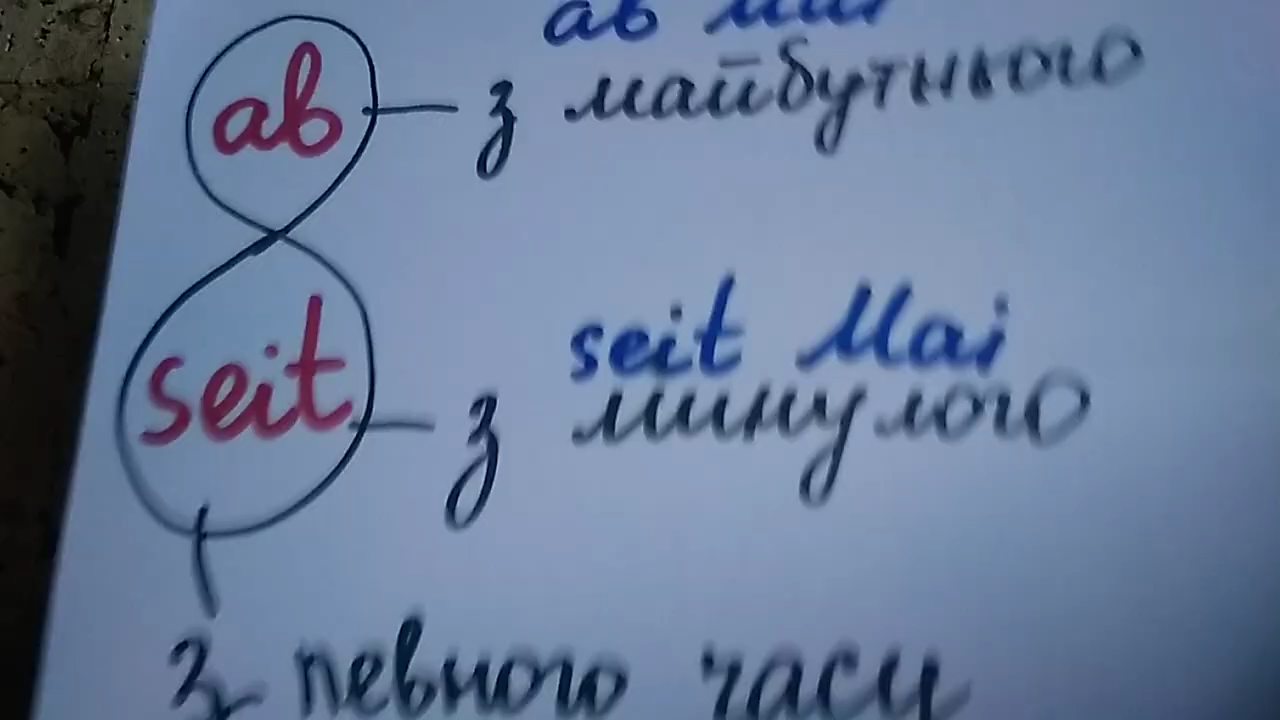 ab Mai
ab — з майбутнього
seit Mai
seit — з минулого
з певного часу